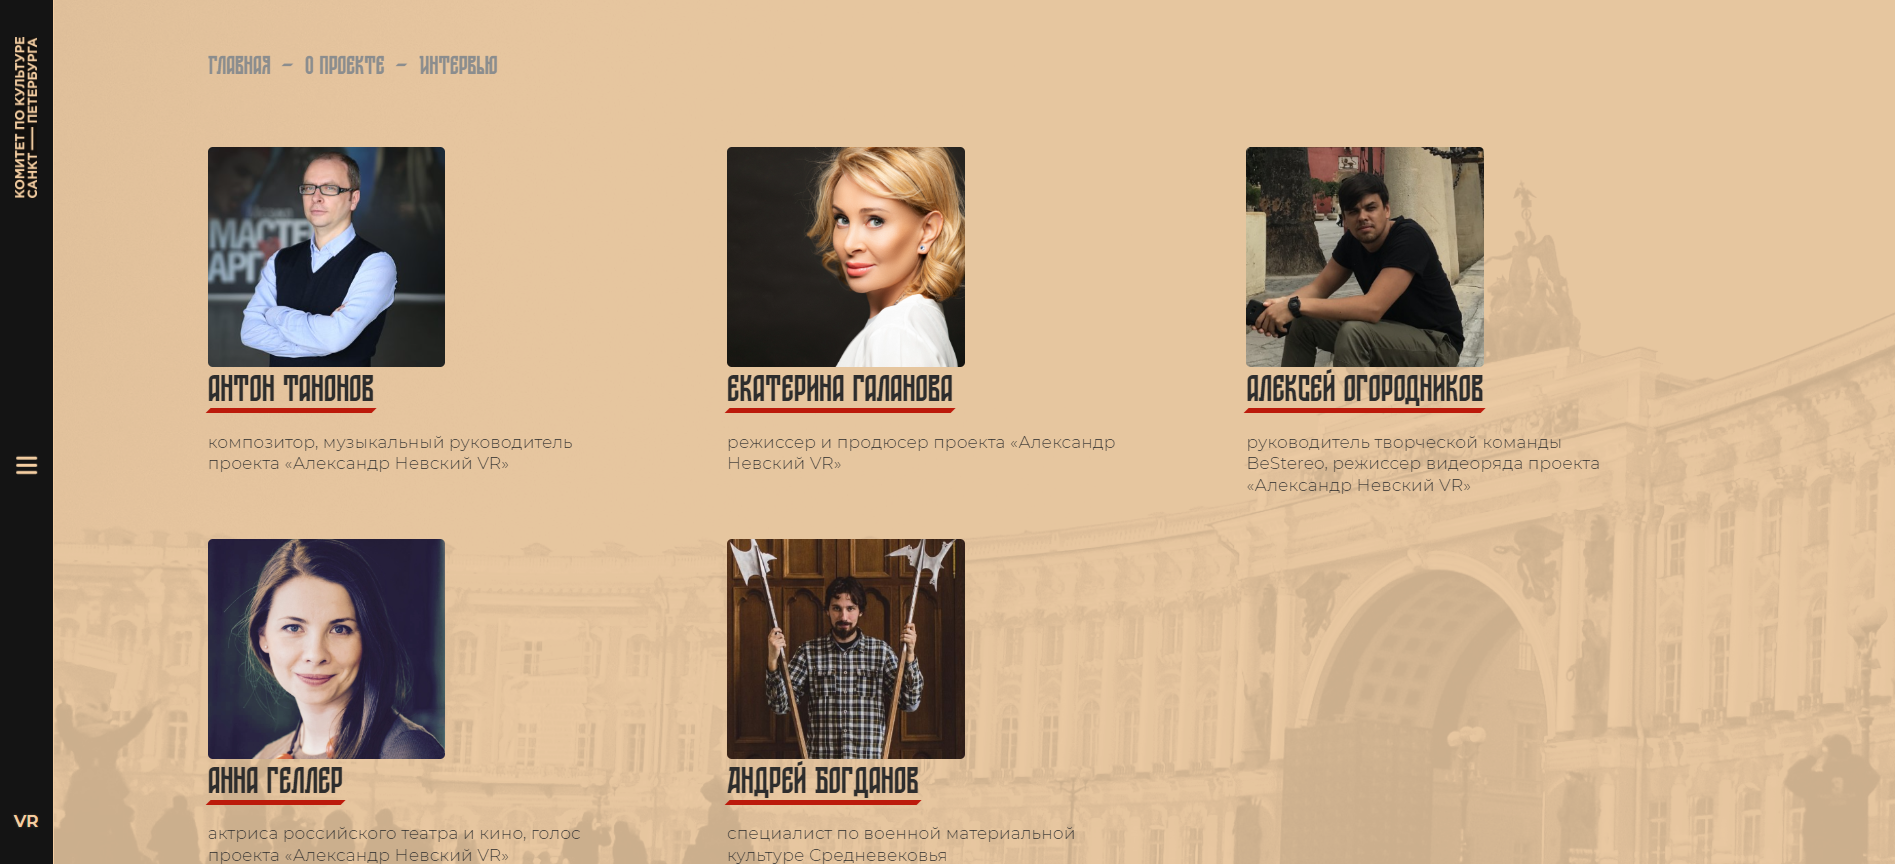 КОМИТЕТ ПО КУЛЬТУРЕ
САНКТ — ПЕТЕРБУРГА
VR
ГЛАВНАЯ – О ПРОЕКТЕ – ИНТЕРВЬЮ
МАСТЕ
АРГ
АНТОН ТАНОНОВ
композитор, музыкальный руководитель
проекта «Александр Невский VR»
ЕКАТЕРИНА ГАЛАНОВА
режиссер и продюсер проекта «Александр
Невский VR»
АЛЕКСЕЙ ОГОРОДНИКОВ
руководитель творческой команды
BeStereo, режиссер видеоряда проекта
«Александр Невский VR»
АННА ГЕЛЛЕР
актриса российского театра и кино, голос
проекта «Александр Невский VR»
АНДРЕЙ БОГДАНОВ
специалист по военной материальной
культуре Средневековья